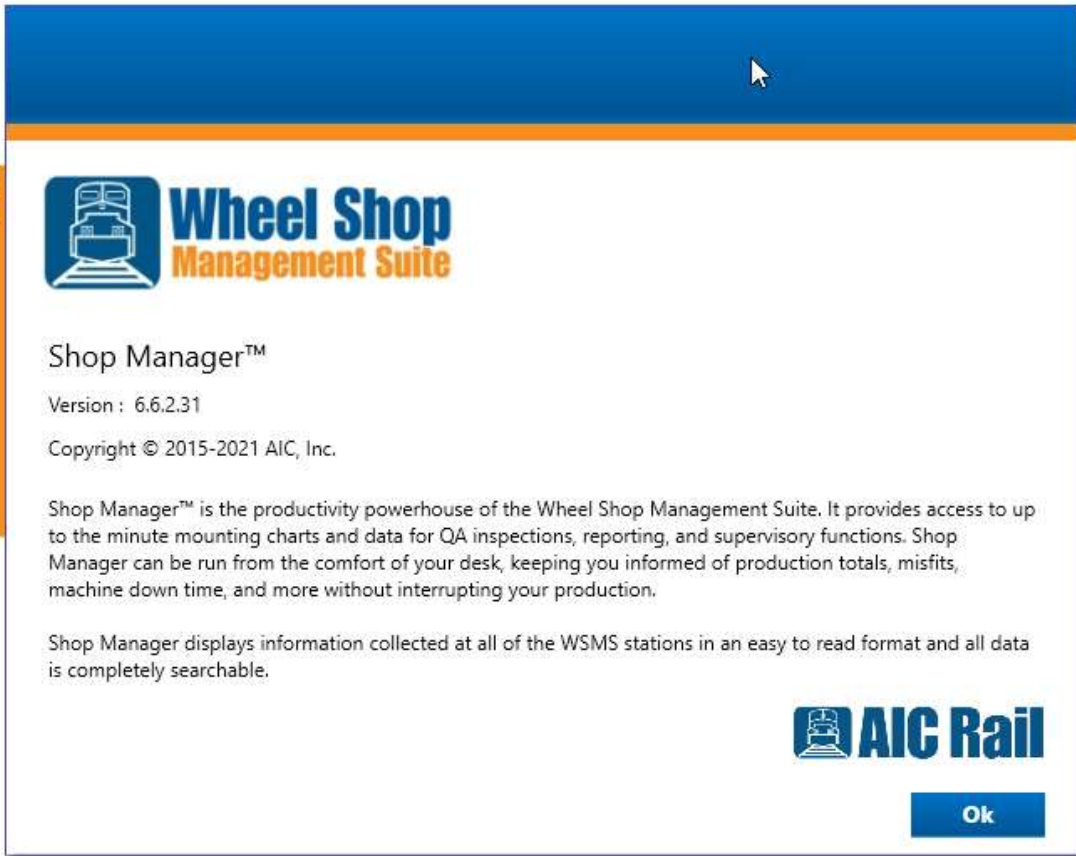 Wheel Shop
Management Suite
Shop Manager™
Version : 6.6.2.31
Copyright © 2015-2021 AIC, Inc.
Shop Manager™ is the productivity powerhouse of the Wheel Shop Management Suite. It provides access to up
to the minute mounting charts and data for QA inspections, reporting, and supervisory functions. Shop
Manager can be run from the comfort of your desk, keeping you informed of production totals, misfits,
machine down time, and more without interrupting your production.
Shop Manager displays information collected at all of the WSMS stations in an easy to read format and all data
is completely searchable.
AIC Rail
Ok